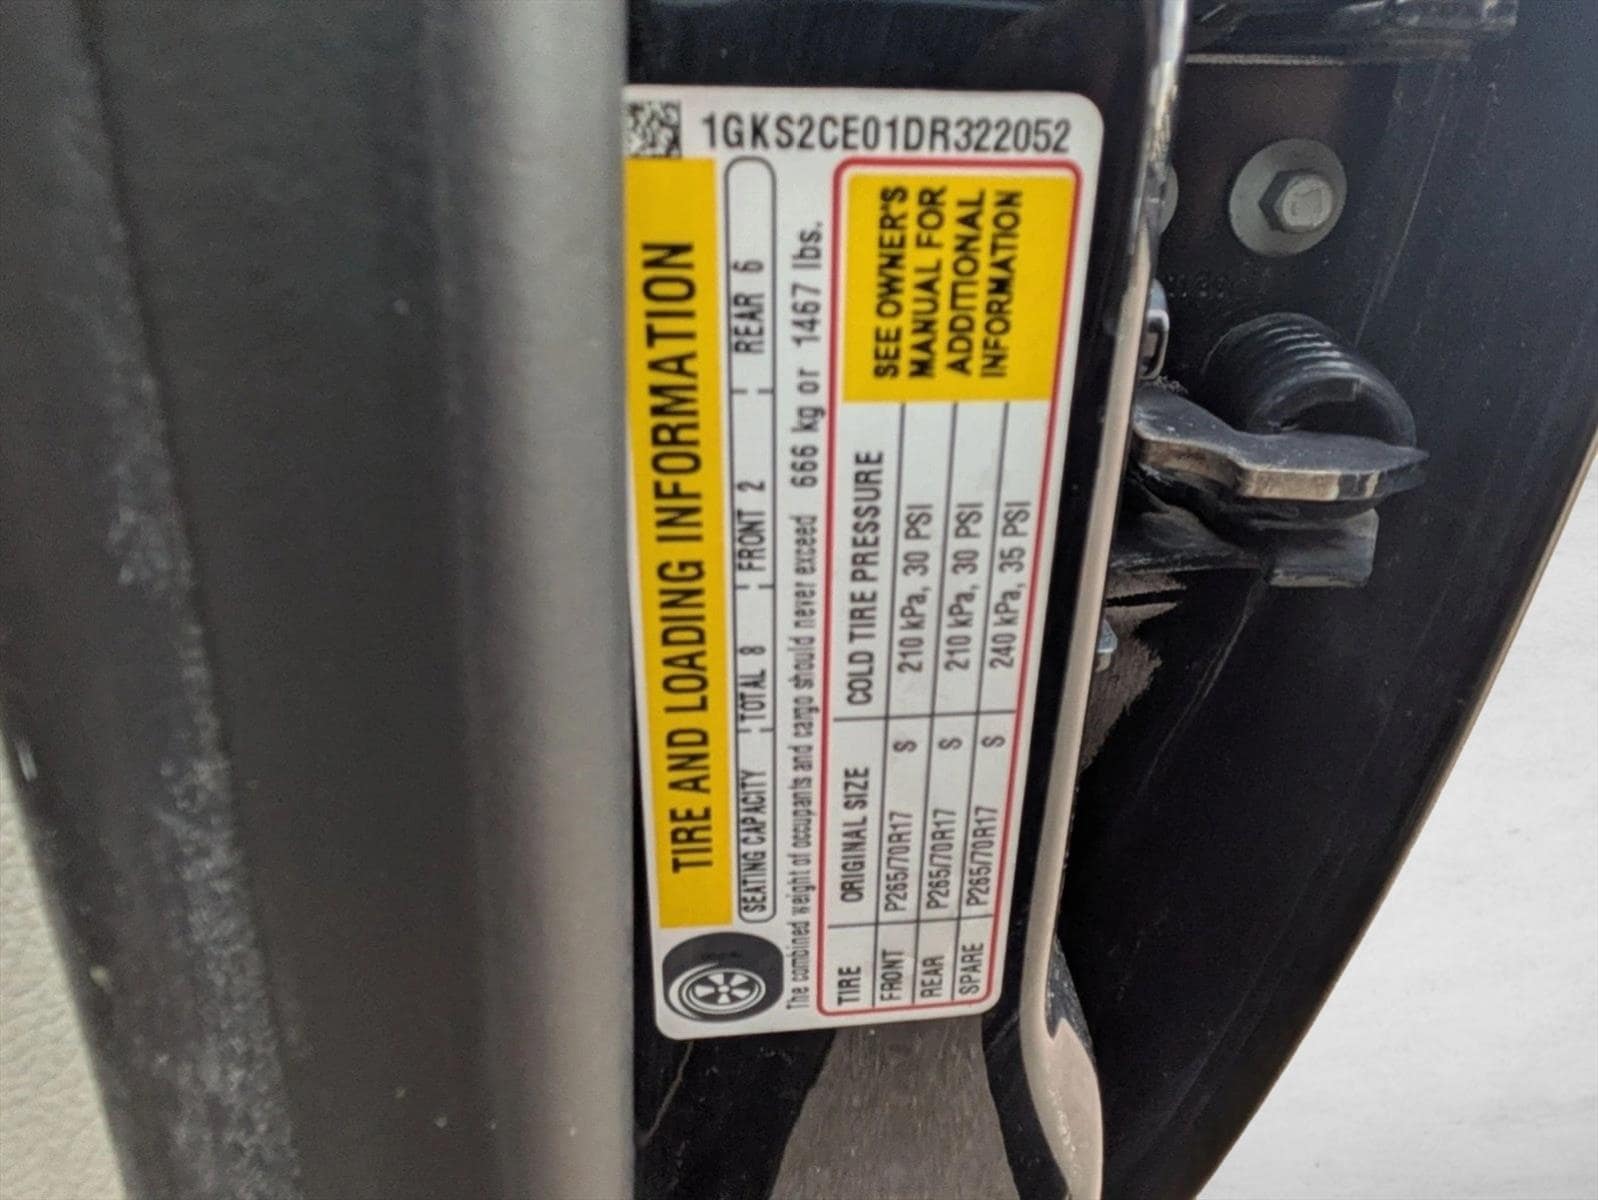 1GKS2CE01DR322052
TIRE AND LOADING INFORMATION
SEATING CAPACITY TOTAL 8 FRONT 2 REAR 6
The combined weight of occupants and cargo should never exceed 666 kg or 1467 lbs.
TIRE ORIGINAL SIZE COLD TIRE PRESSURE
FRONT P265/70R17 S 210 kPa, 30 PSI
REAR P265/70R17 S 210 kPa, 30 PSI
SPARE P265/70R17 S 240 kPa, 35 PSI
SEE OWNER'S
MANUAL FOR
ADDITIONAL
INFORMATION